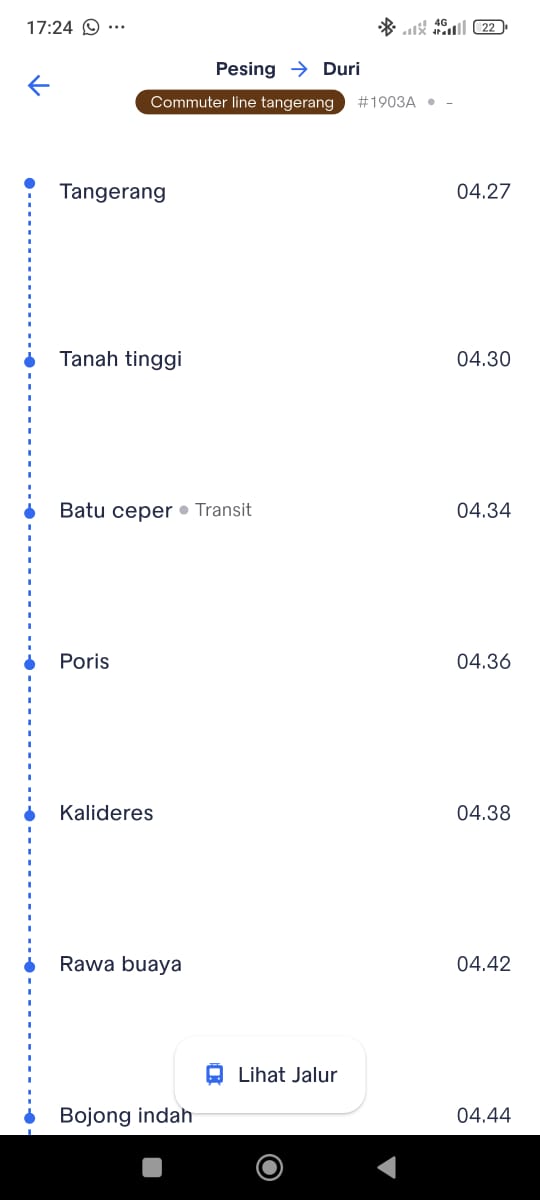 17:24
4G
22
Pesing → Duri
Commuter line tangerang #1903A • -
Tangerang 04.27
Tanah tinggi 04.30
Batu ceper • Transit 04.34
Poris 04.36
Kalideres 04.38
Rawa buaya 04.42
Lihat Jalur
Bojong indah 04.44